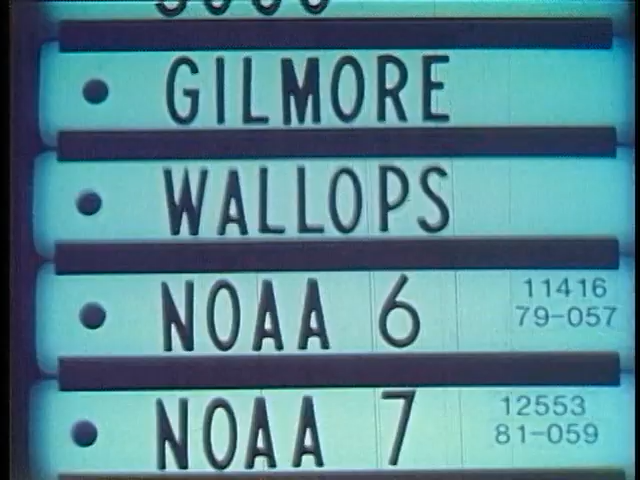 GILMORE
WALLOPS
NOAA 6
11416
79-057
NOAA 7
12553
81-059